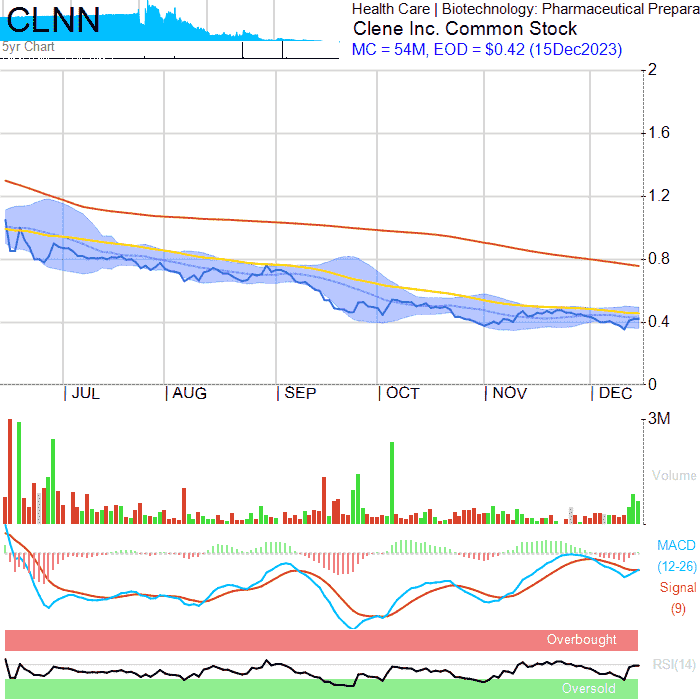 CLNN
5yr Chart
Health Care | Biotechnology: Pharmaceutical Prepara
Clene Inc. Common Stock
MC = 54M, EOD = $0.42 (15Dec2023)
2
1.6
1.2
0.8
0.4
0
| JUL | AUG | SEP | OCT | NOV | DEC
3M
Volume
MACD
(12-26)
Signal
(9)
Overbought
RSI(14)
Oversold